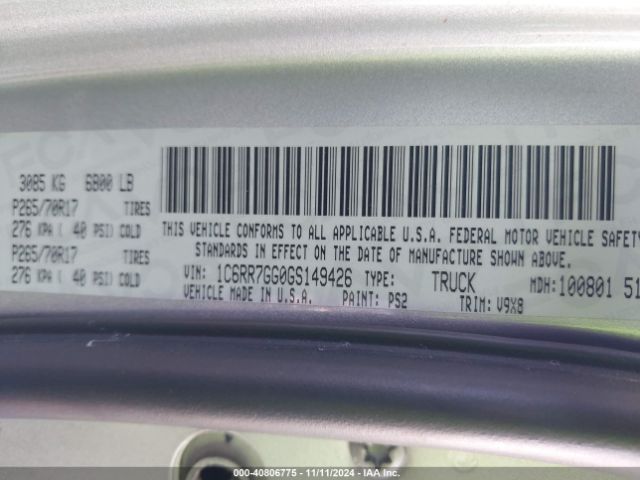 3085 KG 6800 LB
P265/70R17 TIRES
276 KPA ( 40 PSI) COLD
P265/70R17 TIRES
276 KPA ( 40 PSI) COLD
THIS VEHICLE CONFORMS TO ALL APPLICABLE U.S.A. FEDERAL MOTOR VEHICLE SAFETY
STANDARDS IN EFFECT ON THE DATE OF MANUFACTURE SHOWN ABOVE.
VIN: 1C6RR7GG0GS149426 TYPE: TRUCK MDH:100801 51
VEHICLE MADE IN U.S.A. PAINT: PS2 TRIM: V9X8
000-40806775 - 11/11/2024 - IAA Inc.